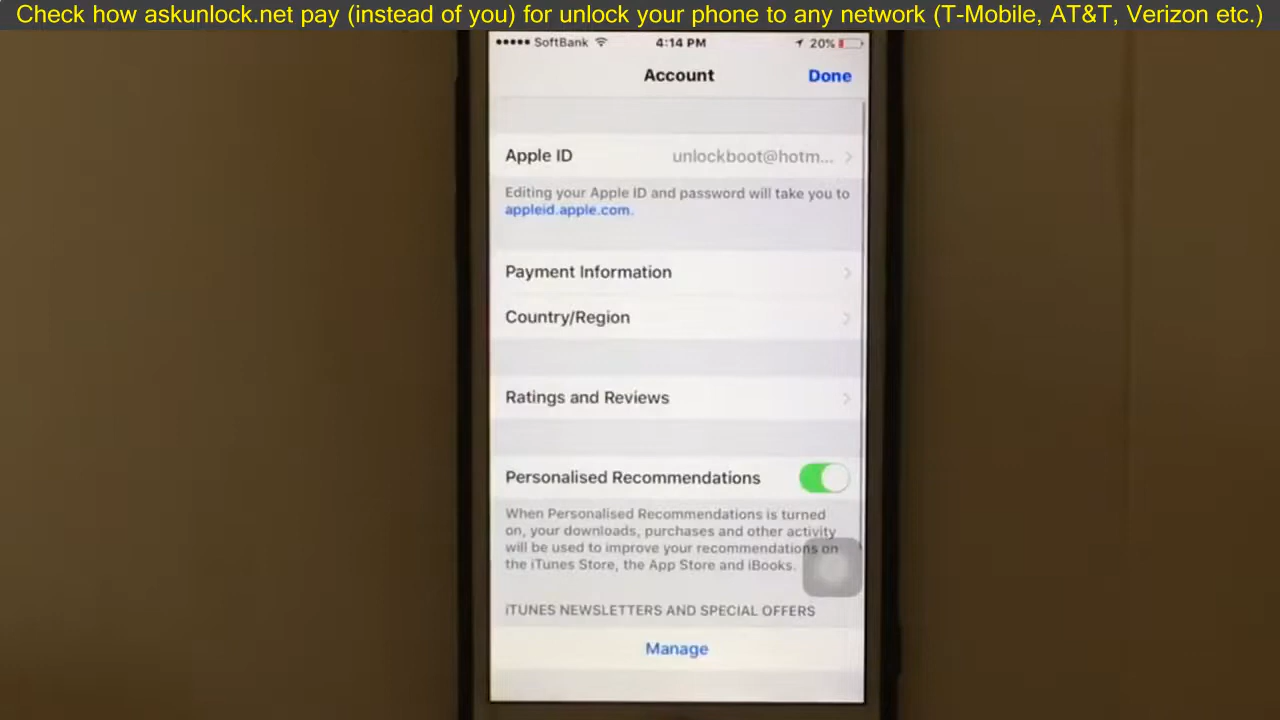 Check how askunlock.net pay (instead of you) for unlock your phone to any network (T-Mobile, AT&T, Verizon etc.)
SoftBank 4:14 PM 20%
Account Done
Apple ID unlockboot@hotm...
Editing your Apple ID and password will take you to
appleid.apple.com.
Payment Information
Country/Region
Ratings and Reviews
Personalised Recommendations
When Personalised Recommendations is turned
on, your downloads, purchases and other activity
will be used to improve your recommendations on
the iTunes Store, the App Store and iBooks.
iTUNES NEWSLETTERS AND SPECIAL OFFERS
Manage